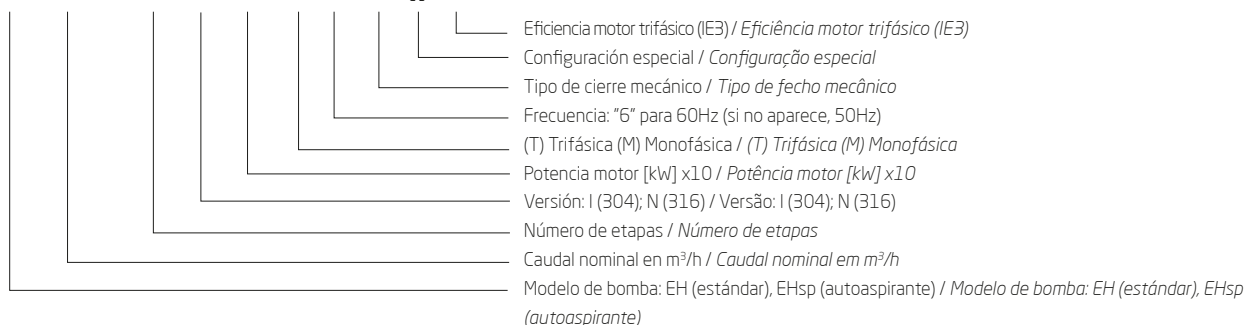 Eficiencia motor trifásico (IE3) / Eficiência motor trifásico (IE3)
Configuración especial / Configuração especial
Tipo de cierre mecánico / Tipo de fecho mecânico
Frecuencia: "6" para 60Hz (si no aparece, 50Hz)
(T) Trifásica (M) Monofásica / (T) Trifásica (M) Monofásica
Potencia motor [kW] x10 / Potência motor [kW] x10
Versión: I (304); N (316) / Versão: I (304); N (316)
Número de etapas / Número de etapas
Caudal nominal en m³/h / Caudal nominal em m³/h
Modelo de bomba: EH (estándar), EHsp (autoaspirante) / Modelo de bomba: EH (estándar), EHsp
(autoaspirante)